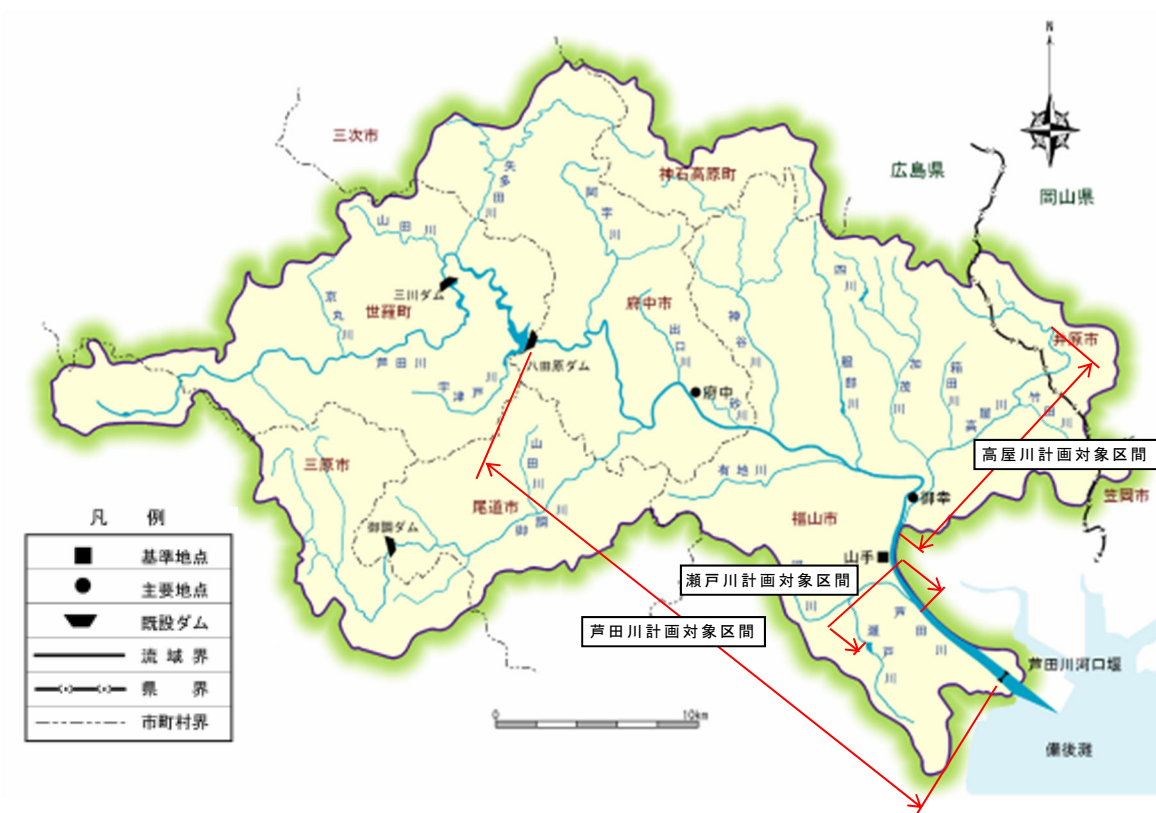 三次市
神石高原町
広島県
岡山県
矢多田川
阿字川
山田川
三川ダム
京丸川
世羅町
府中市
四川
井原市
芦田川
八田原ダム
出口川
神谷川
服部川
加茂川
箱田川
宇津戸川
府中
砂川
高屋川
竹田川
高屋川計画対象区間
三原市
山田川
有地川
尾道市
御調川
御幸
笠岡市
福山市
御調ダム
山手
瀬戸川計画対象区間
川
芦田川
瀬戸川
芦田川計画対象区間
芦田川河口堰
備後灘
0
10km
凡 例
基準地点
主要地点
既設ダム
流域界
県 界
市町村界